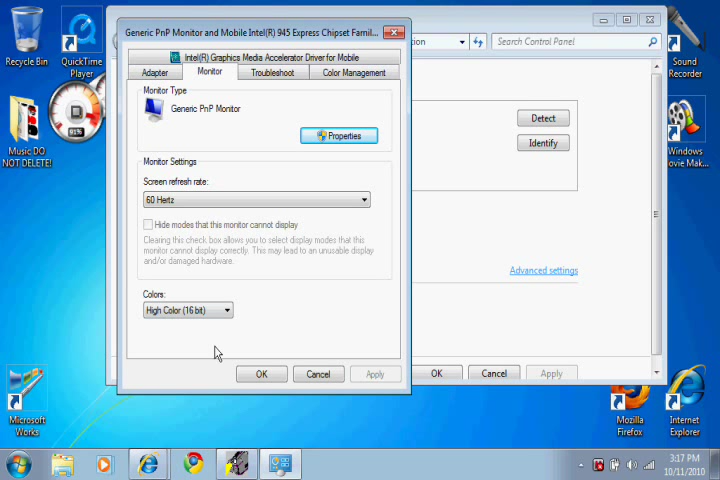 Generic PnP Monitor and Mobile Intel(R) 945 Express Chipset Famil...
Intel(R) Graphics Media Accelerator Driver for Mobile
Adapter
Monitor
Troubleshoot
Color Management
Monitor Type
Generic PnP Monitor
Properties
Monitor Settings
Screen refresh rate:
60 Hertz
Hide modes that this monitor cannot display
Clearing this check box allows you to select display modes that this
monitor cannot display correctly. This may lead to an unusable display
and/or damaged hardware.
Colors:
High Color (16 bit)
OK
Cancel
Apply
Search Control Panel
Detect
Identify
Advanced settings
OK
Cancel
Apply
Recycle Bin
QuickTime
Player
91%
Music DO
NOT DELETE!
Microsoft
Works
Sound
Recorder
Windows
Mozilla
Firefox
Internet
Explorer
3:17 PM
10/11/2010